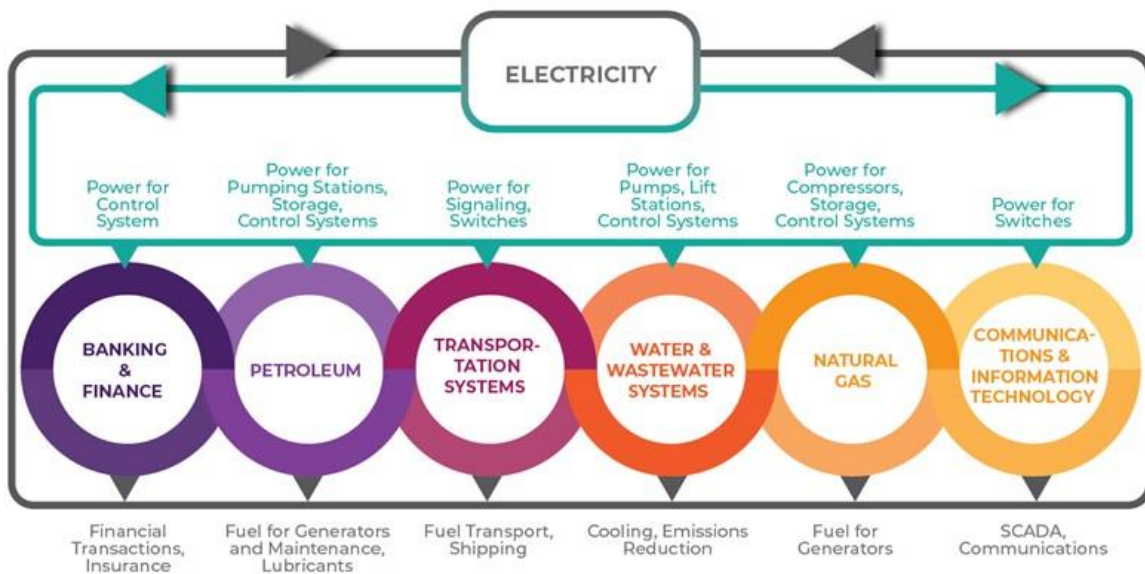 ELECTRICITY
Power for
Control
System
Power for
Pumping Stations,
Storage,
Control Systems
Power for
Signaling,
Switches
Power for
Pumps, Lift
Stations,
Control Systems
Power for
Compressors,
Storage,
Control Systems
Power for
Switches
BANKING
&
FINANCE
PETROLEUM
TRANSPOR-
TATION
SYSTEMS
WATER &
WASTEWATER
SYSTEMS
NATURAL
GAS
COMMUNICA-
TIONS &
INFORMATION
TECHNOLOGY
Financial
Transactions,
Insurance
Fuel for Generators
and Maintenance,
Lubricants
Fuel Transport,
Shipping
Cooling, Emissions
Reduction
Fuel for
Generators
SCADA,
Communications